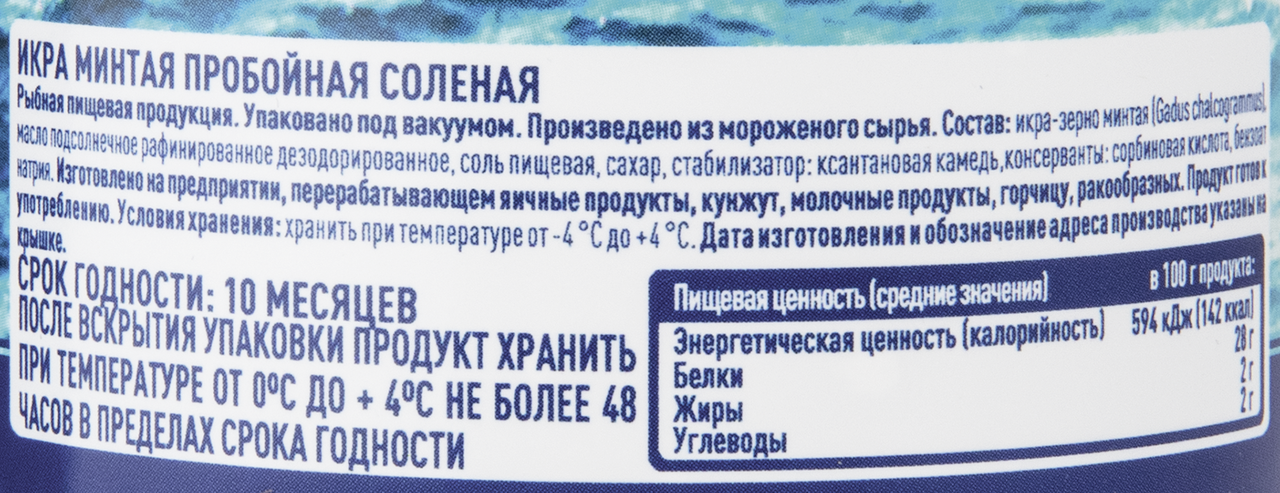 ИКРА МИНТАЯ ПРОБОЙНАЯ СОЛЕНАЯ
Рыбная пищевая продукция. Упаковано под вакуумом. Произведено из мороженого сырья. Состав: икра-зерно минтая (Gadus chalcogrammus),
масло подсолнечное рафинированное дезодорированное, соль пищевая, сахар, стабилизатор: ксантановая камедь, консерванты: сорбиновая кислота, бензоат
натрия. Изготовлено на предприятии, перерабатывающем яичные продукты, кунжут, молочные продукты, горчицу, ракообразных. Продукт готов к
употреблению. Условия хранения: хранить при температуре от -4 °C до +4 °C. Дата изготовления и обозначение адреса производства указаны на
крышке.
СРОК ГОДНОСТИ: 10 МЕСЯЦЕВ
ПОСЛЕ ВСКРЫТИЯ УПАКОВКИ ПРОДУКТ ХРАНИТЬ
ПРИ ТЕМПЕРАТУРЕ ОТ 0ºС ДО + 4ºС НЕ БОЛЕЕ 48
ЧАСОВ В ПРЕДЕЛАХ СРОКА ГОДНОСТИ
Пищевая ценность (средние значения) в 100 г продукта:
Энергетическая ценность (калорийность) 594 кДж (142 ккал)
Белки 28 г
Жиры 2 г
Углеводы 2 г